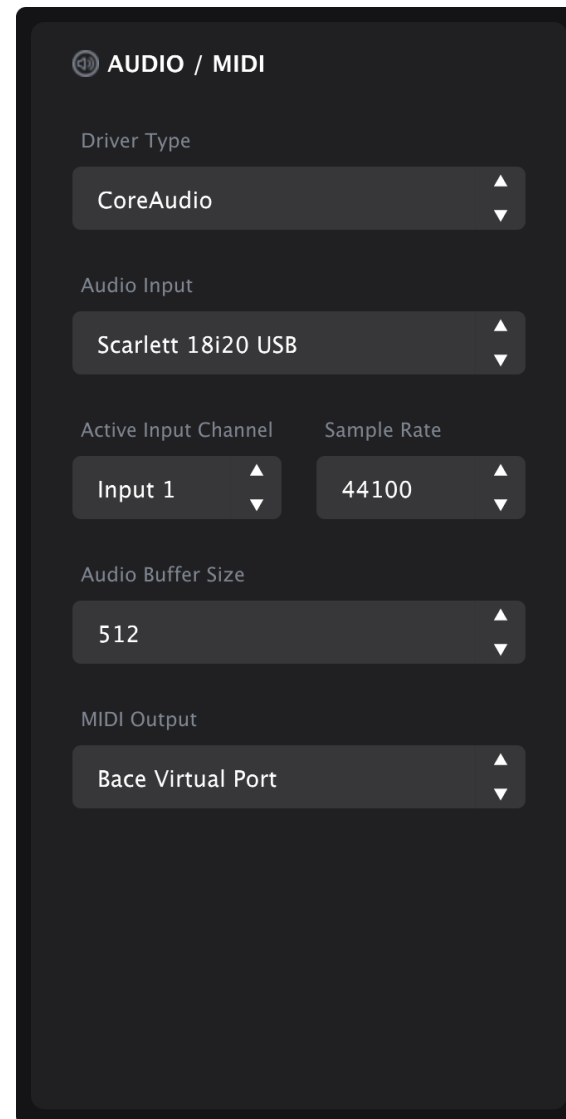 AUDIO / MIDI
Driver Type
CoreAudio
Audio Input
Scarlett 18i20 USB
Active Input Channel Sample Rate
Input 1 44100
Audio Buffer Size
512
MIDI Output
Bace Virtual Port